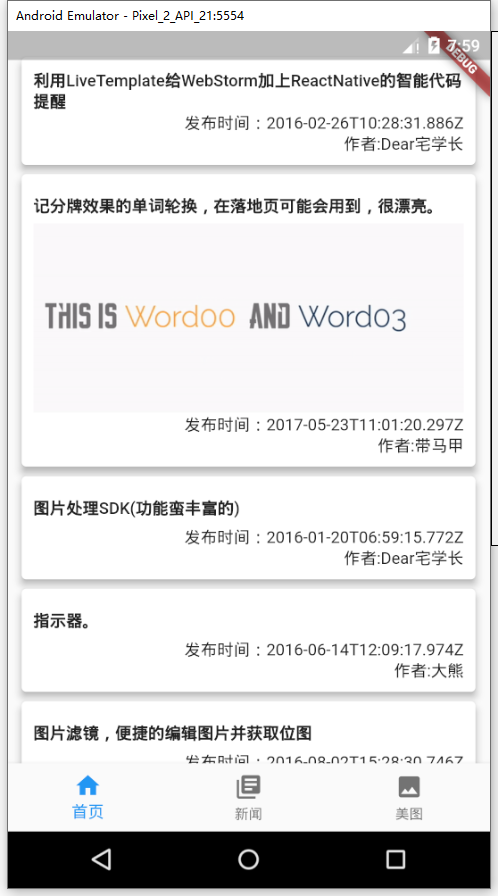 Android Emulator - Pixel_2_API_21:5554
7:59
DEBUG
利用LiveTemplate给WebStorm加上ReactNative的智能代码
提醒
发布时间：2016-02-26T10:28:31.886Z
作者:Dear宅学长
记分牌效果的单词轮换，在落地页可能会用到，很漂亮。
THIS IS Word00 AND Word03
发布时间：2017-05-23T11:01:20.297Z
作者:带马甲
图片处理SDK(功能蛮丰富的)
发布时间：2016-01-20T06:59:15.772Z
作者:Dear宅学长
指示器。
发布时间：2016-06-14T12:09:17.974Z
作者:大熊
图片滤镜，便捷的编辑图片并获取位图
发布时间：2016-08-02T15:28:30.746Z
首页
新闻
美图